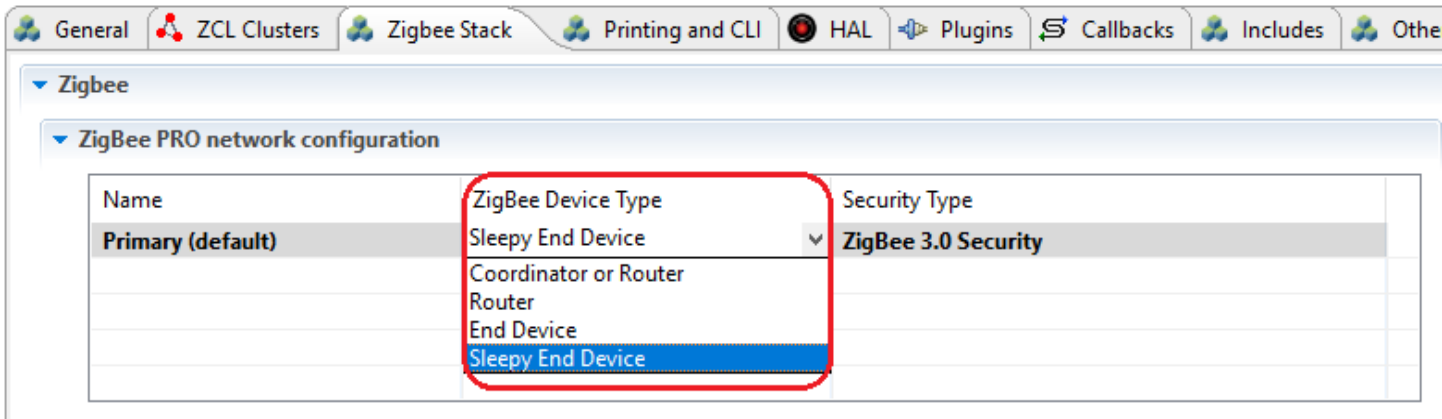 General ZCL Clusters Zigbee Stack Printing and CLI HAL Plugins Callbacks Includes Othe
Zigbee
ZigBee PRO network configuration
Name ZigBee Device Type Security Type
Primary (default) Sleepy End Device ZigBee 3.0 Security
Coordinator or Router
Router
End Device
Sleepy End Device